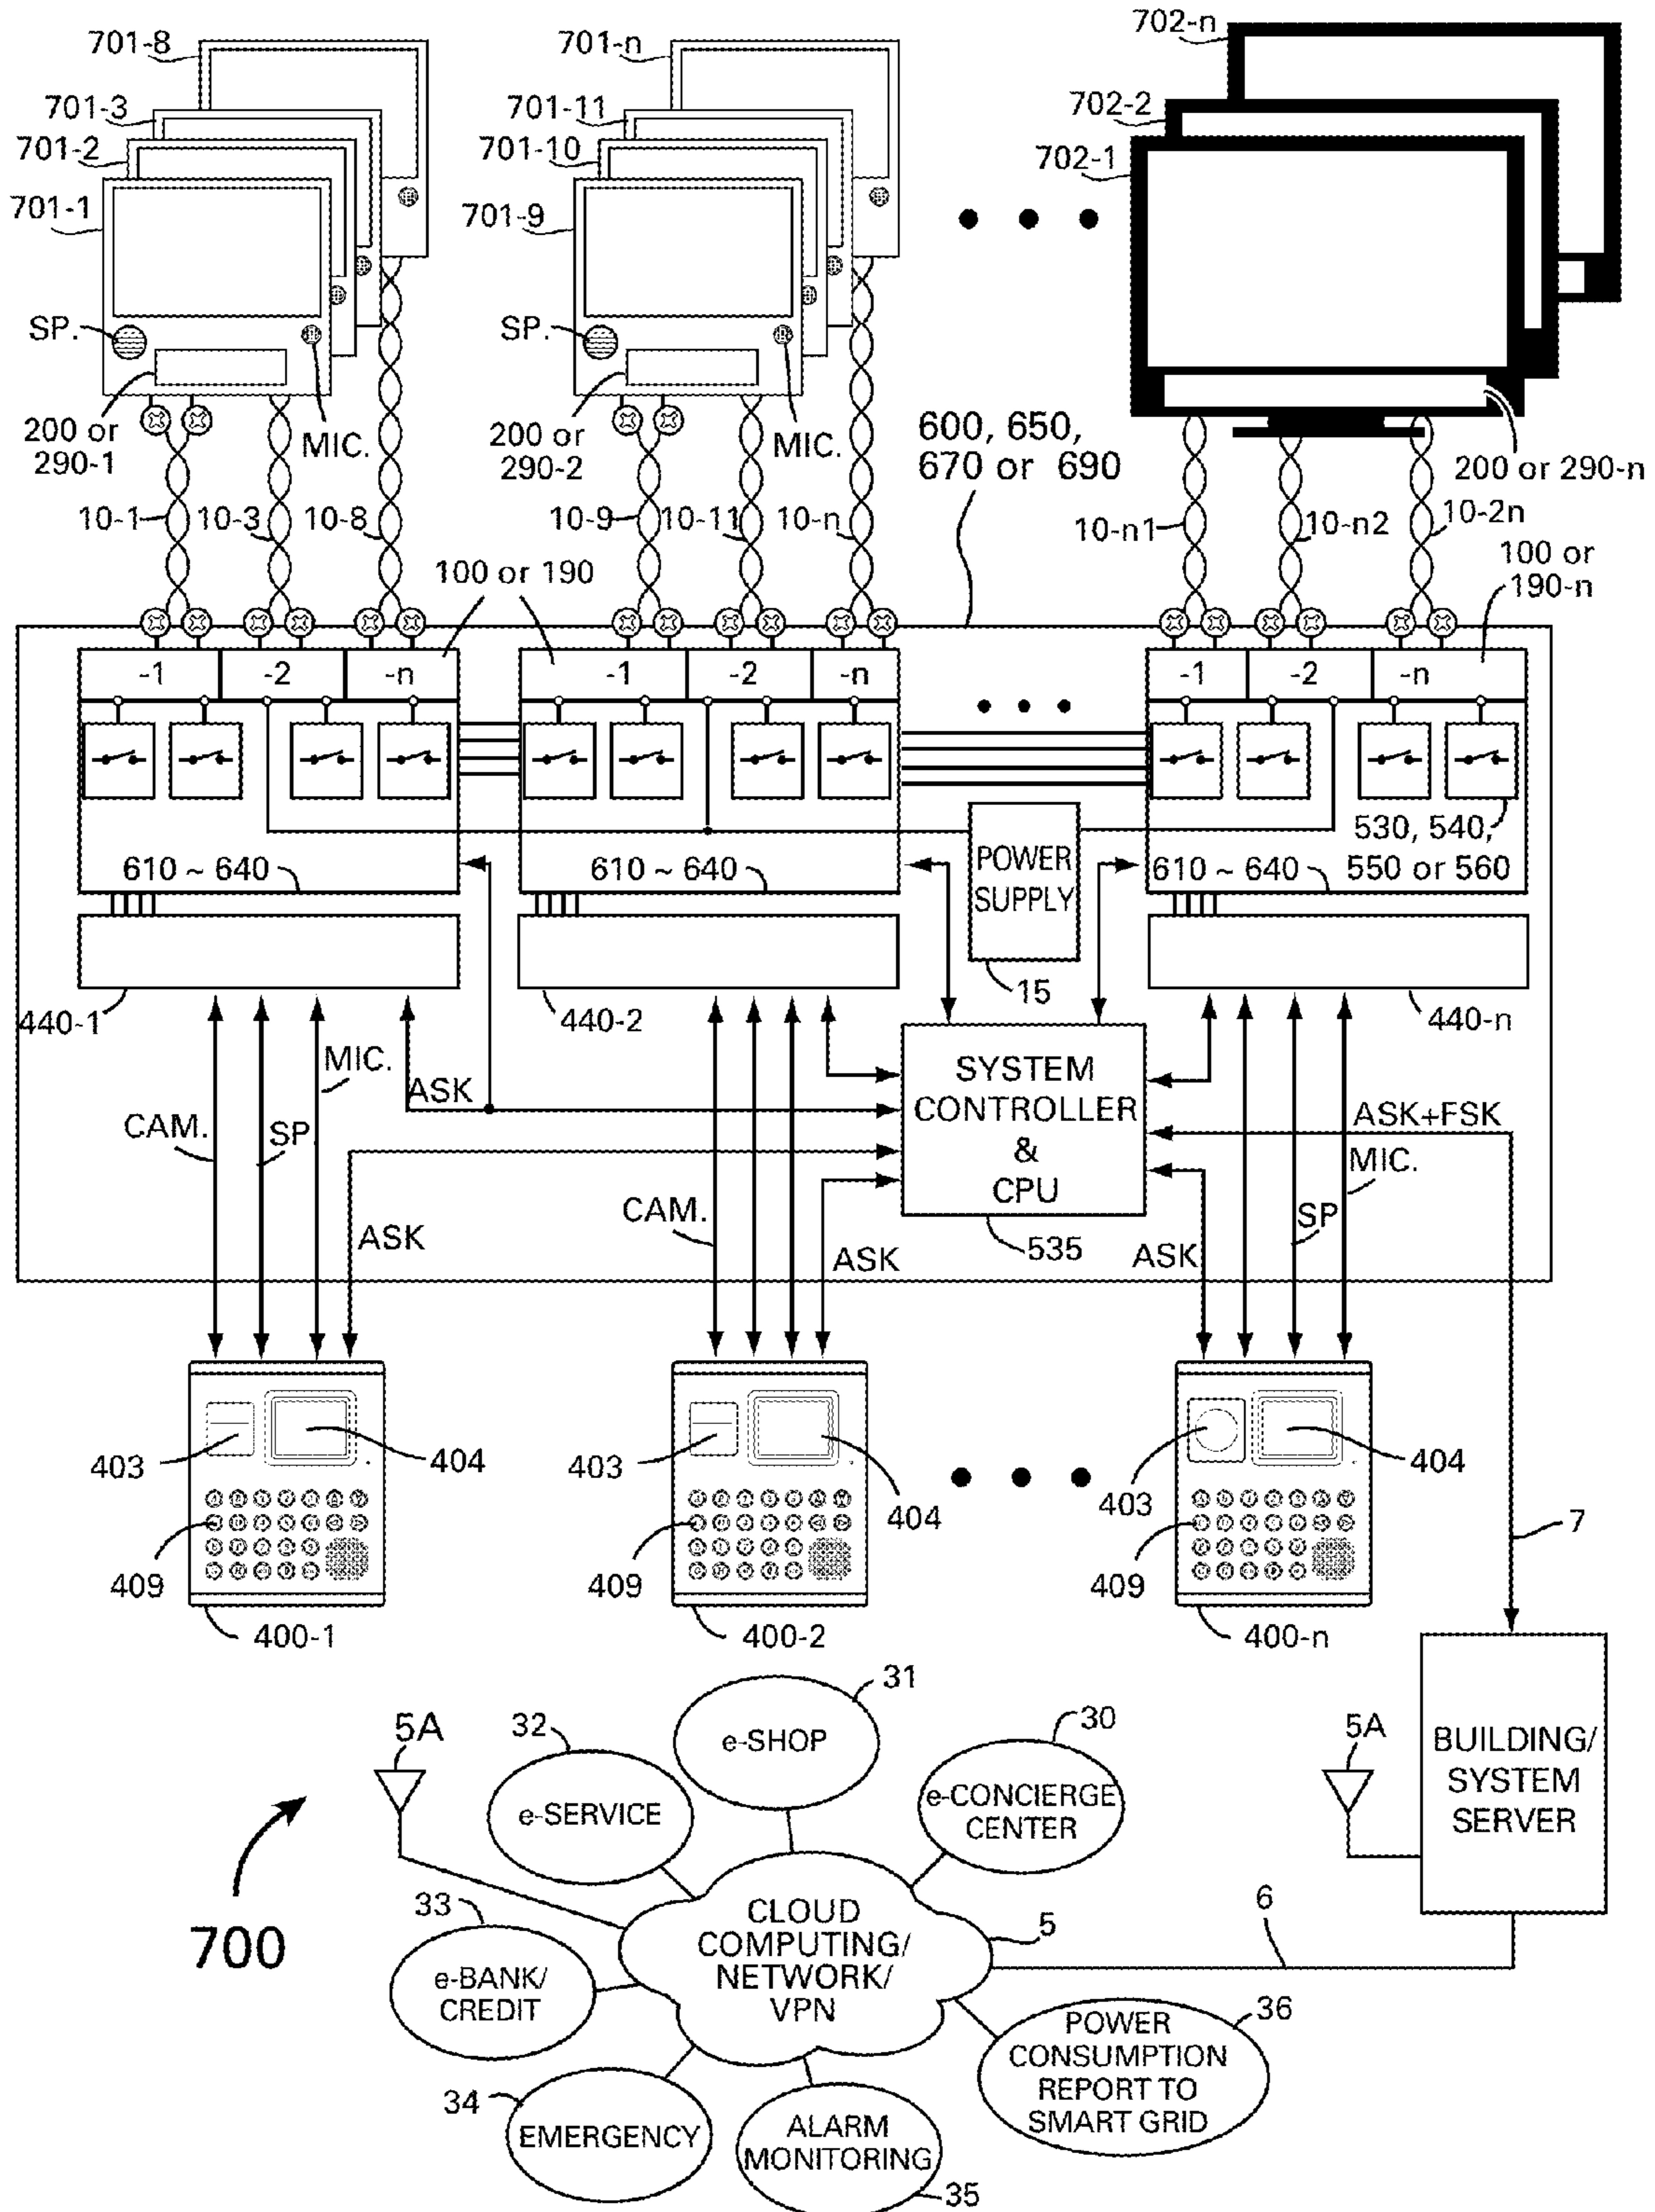 701-8
701-n
702-n
701-3
701-11
702-2
701-2
701-10
702-1
701-1
701-9
SP.
SP.
200 or
290-1
MIC.
200 or
290-2
MIC.
600, 650,
670 or 690
200 or 290-n
10-1
10-3
10-8
10-9
10-11
10-n
10-n1
10-n2
10-2n
100 or 190
100 or
190-n
-1
-2
-n
-1
-2
-n
-1
-2
-n
530, 540,
550 or 560
610 ~ 640
610 ~ 640
610 ~ 640
POWER
SUPPLY
15
440-1
440-2
440-n
MIC.
ASK
SYSTEM
CONTROLLER
&
CPU
535
CAM.
SP.
ASK
CAM.
ASK
ASK
ASK+FSK
MIC.
SP
403
404
403
404
403
404
409
409
409
7
400-1
400-2
400-n
31
5A
32
e-SHOP
30
5A
BUILDING/
SYSTEM
SERVER
e-SERVICE
e-CONCIERGE
CENTER
700
33
CLOUD
COMPUTING/
NETWORK/
VPN
5
6
e-BANK/
CREDIT
36
POWER
CONSUMPTION
REPORT TO
SMART GRID
34
EMERGENCY
ALARM
MONITORING
35